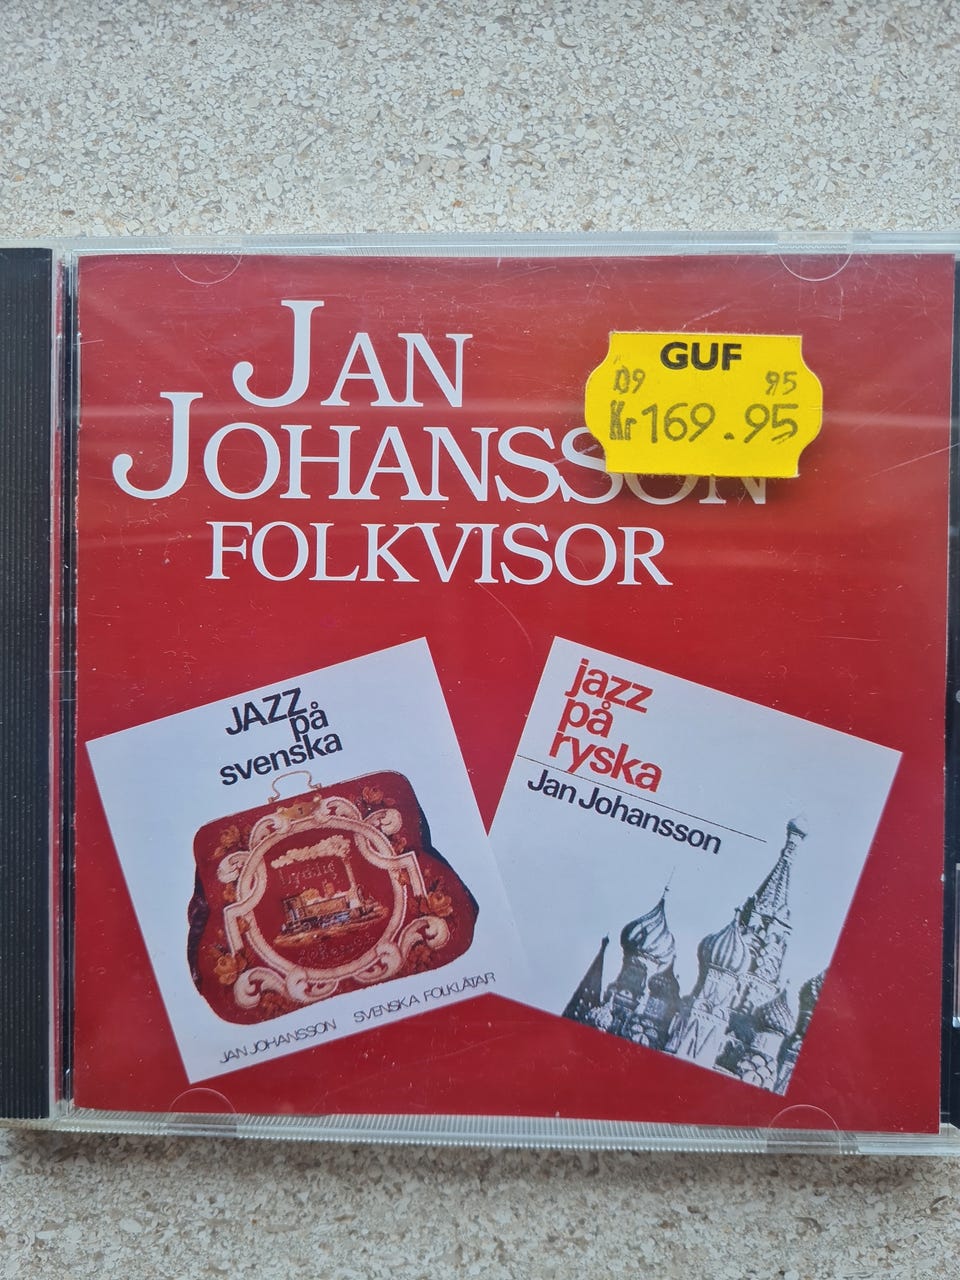 JAN
JOHANSSON
FOLKVISOR
GUF
D9 95
Kr 169.95
JAZZ
på
svenska
JAN JOHANSSON SVENSKA FOLKLÅTAR
jazz
på
ryska
Jan Johansson